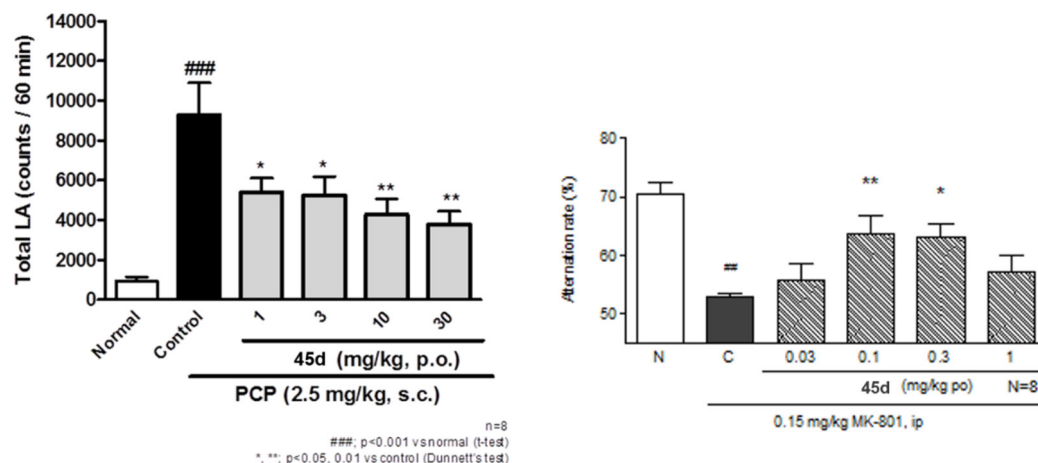 14000
12000
10000
8000
6000
4000
2000
0
Total LA (counts / 60 min)
###
*
*
**
**
Normal
Control
1
3
10
30
45d (mg/kg, p.o.)
PCP (2.5 mg/kg, s.c.)
n=8
###; p<0.001 vs normal (t-test)
*, **; p<0.05, 0.01 vs control (Dunnett's test)
80
70
60
50
Alternation rate (%)
##
**
*
N
C
0.03
0.1
0.3
1
45d (mg/kg po) N=8
0.15 mg/kg MK-801, ip